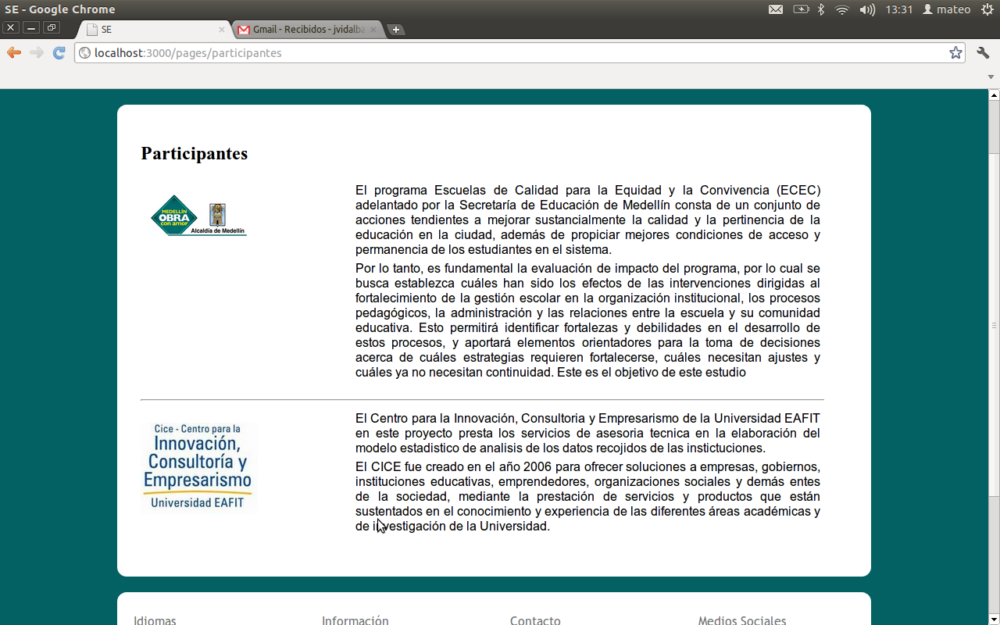 SE - Google Chrome
13:31 mateo
SE
Gmail - Recibidos - jvidalba
localhost:3000/pages/participantes
Participantes
MEDELLÍN
OBRA
con amor
Alcaldía de Medellín
El programa Escuelas de Calidad para la Equidad y la Convivencia (ECEC)
adelantado por la Secretaría de Educación de Medellín consta de un conjunto de
acciones tendientes a mejorar sustancialmente la calidad y la pertinencia de la
educación en la ciudad, además de propiciar mejores condiciones de acceso y
permanencia de los estudiantes en el sistema.
Por lo tanto, es fundamental la evaluación de impacto del programa, por lo cual se
busca establezca cuáles han sido los efectos de las intervenciones dirigidas al
fortalecimiento de la gestión escolar en la organización institucional, los procesos
pedagógicos, la administración y las relaciones entre la escuela y su comunidad
educativa. Esto permitirá identificar fortalezas y debilidades en el desarrollo de
estos procesos, y aportará elementos orientadores para la toma de decisiones
acerca de cuáles estrategias requieren fortalecerse, cuáles necesitan ajustes y
cuáles ya no necesitan continuidad. Este es el objetivo de este estudio
Cice - Centro para la
Innovación,
Consultoría y
Empresarismo
Universidad EAFIT
El Centro para la Innovación, Consultoria y Empresarismo de la Universidad EAFIT
en este proyecto presta los servicios de asesoria tecnica en la elaboración del
modelo estadistico de analisis de los datos recojidos de las instictuciones.
El CICE fue creado en el año 2006 para ofrecer soluciones a empresas, gobiernos,
instituciones educativas, emprendedores, organizaciones sociales y demás entes
de la sociedad, mediante la prestación de servicios y productos que están
sustentados en el conocimiento y experiencia de las diferentes áreas académicas y
de investigación de la Universidad.
Idiomas
Información
Contacto
Medios Sociales